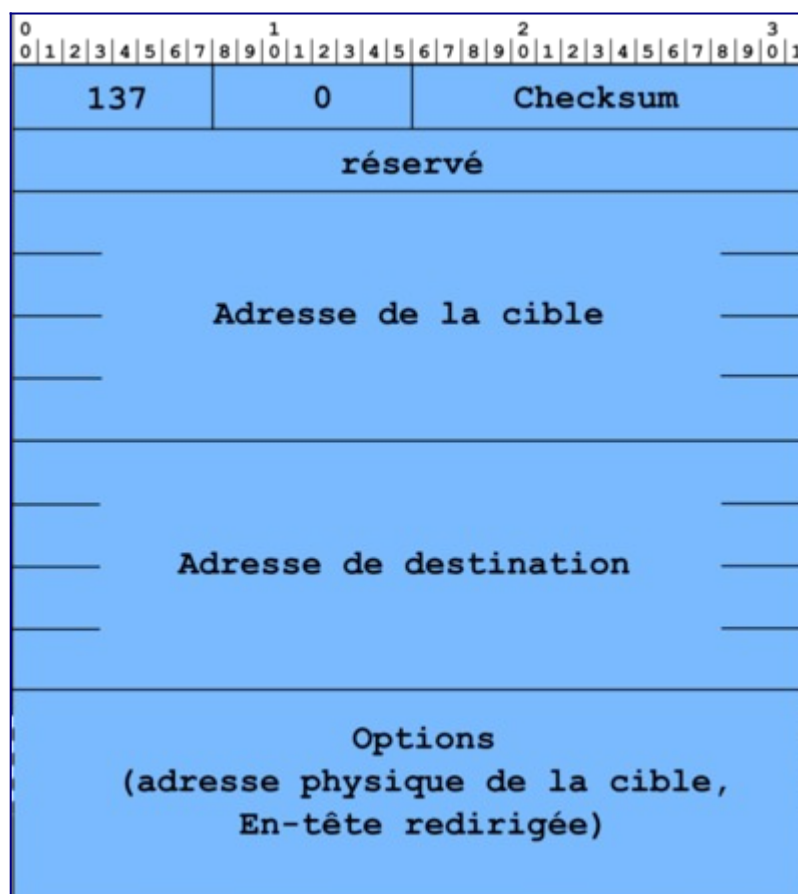 0 1 2 3
0 1 2 3 4 5 6 7 8 9 0 1 2 3 4 5 6 7 8 9 0 1 2 3 4 5 6 7 8 9 0 1
137 0 Checksum
réservé
Adresse de la cible
Adresse de destination
Options
(adresse physique de la cible,
En-tête redirigée)